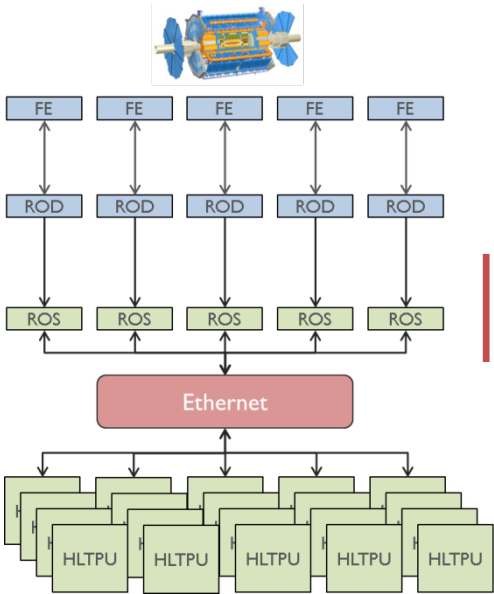 FE FE FE FE FE
ROD ROD ROD ROD ROD
ROS ROS ROS ROS ROS
Ethernet
HLTPU HLTPU HLTPU HLTPU HLTPU